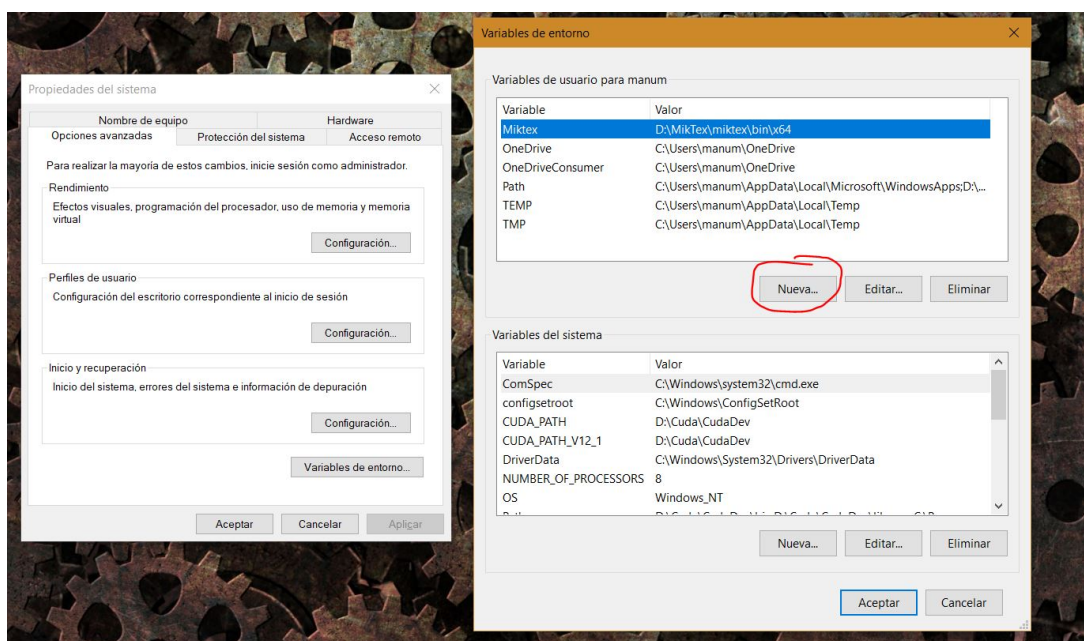 Propiedades del sistema
Nombre de equipo
Hardware
Opciones avanzadas
Protección del sistema
Acceso remoto
Para realizar la mayoría de estos cambios, inicie sesión como administrador.
Rendimiento
Efectos visuales, programación del procesador, uso de memoria y memoria
virtual
Configuración...
Perfiles de usuario
Configuración del escritorio correspondiente al inicio de sesión
Configuración...
Inicio y recuperación
Inicio del sistema, errores del sistema e información de depuración
Configuración...
Variables de entorno...
Aceptar Cancelar Aplicar
Variables de entorno
Variables de usuario para manum
Variable Valor
Miktex D:\MikTex\miktex\bin\x64
OneDrive C:\Users\manum\OneDrive
OneDriveConsumer C:\Users\manum\OneDrive
Path C:\Users\manum\AppData\Local\Microsoft\WindowsApps;D:\...
TEMP C:\Users\manum\AppData\Local\Temp
TMP C:\Users\manum\AppData\Local\Temp
Nueva... Editar... Eliminar
Variables del sistema
Variable Valor
ComSpec C:\Windows\system32\cmd.exe
configsetroot C:\Windows\ConfigSetRoot
CUDA_PATH D:\Cuda\CudaDev
CUDA_PATH_V12_1 D:\Cuda\CudaDev
DriverData C:\Windows\System32\Drivers\DriverData
NUMBER_OF_PROCESSORS 8
OS Windows_NT
Nueva... Editar... Eliminar
Aceptar Cancelar